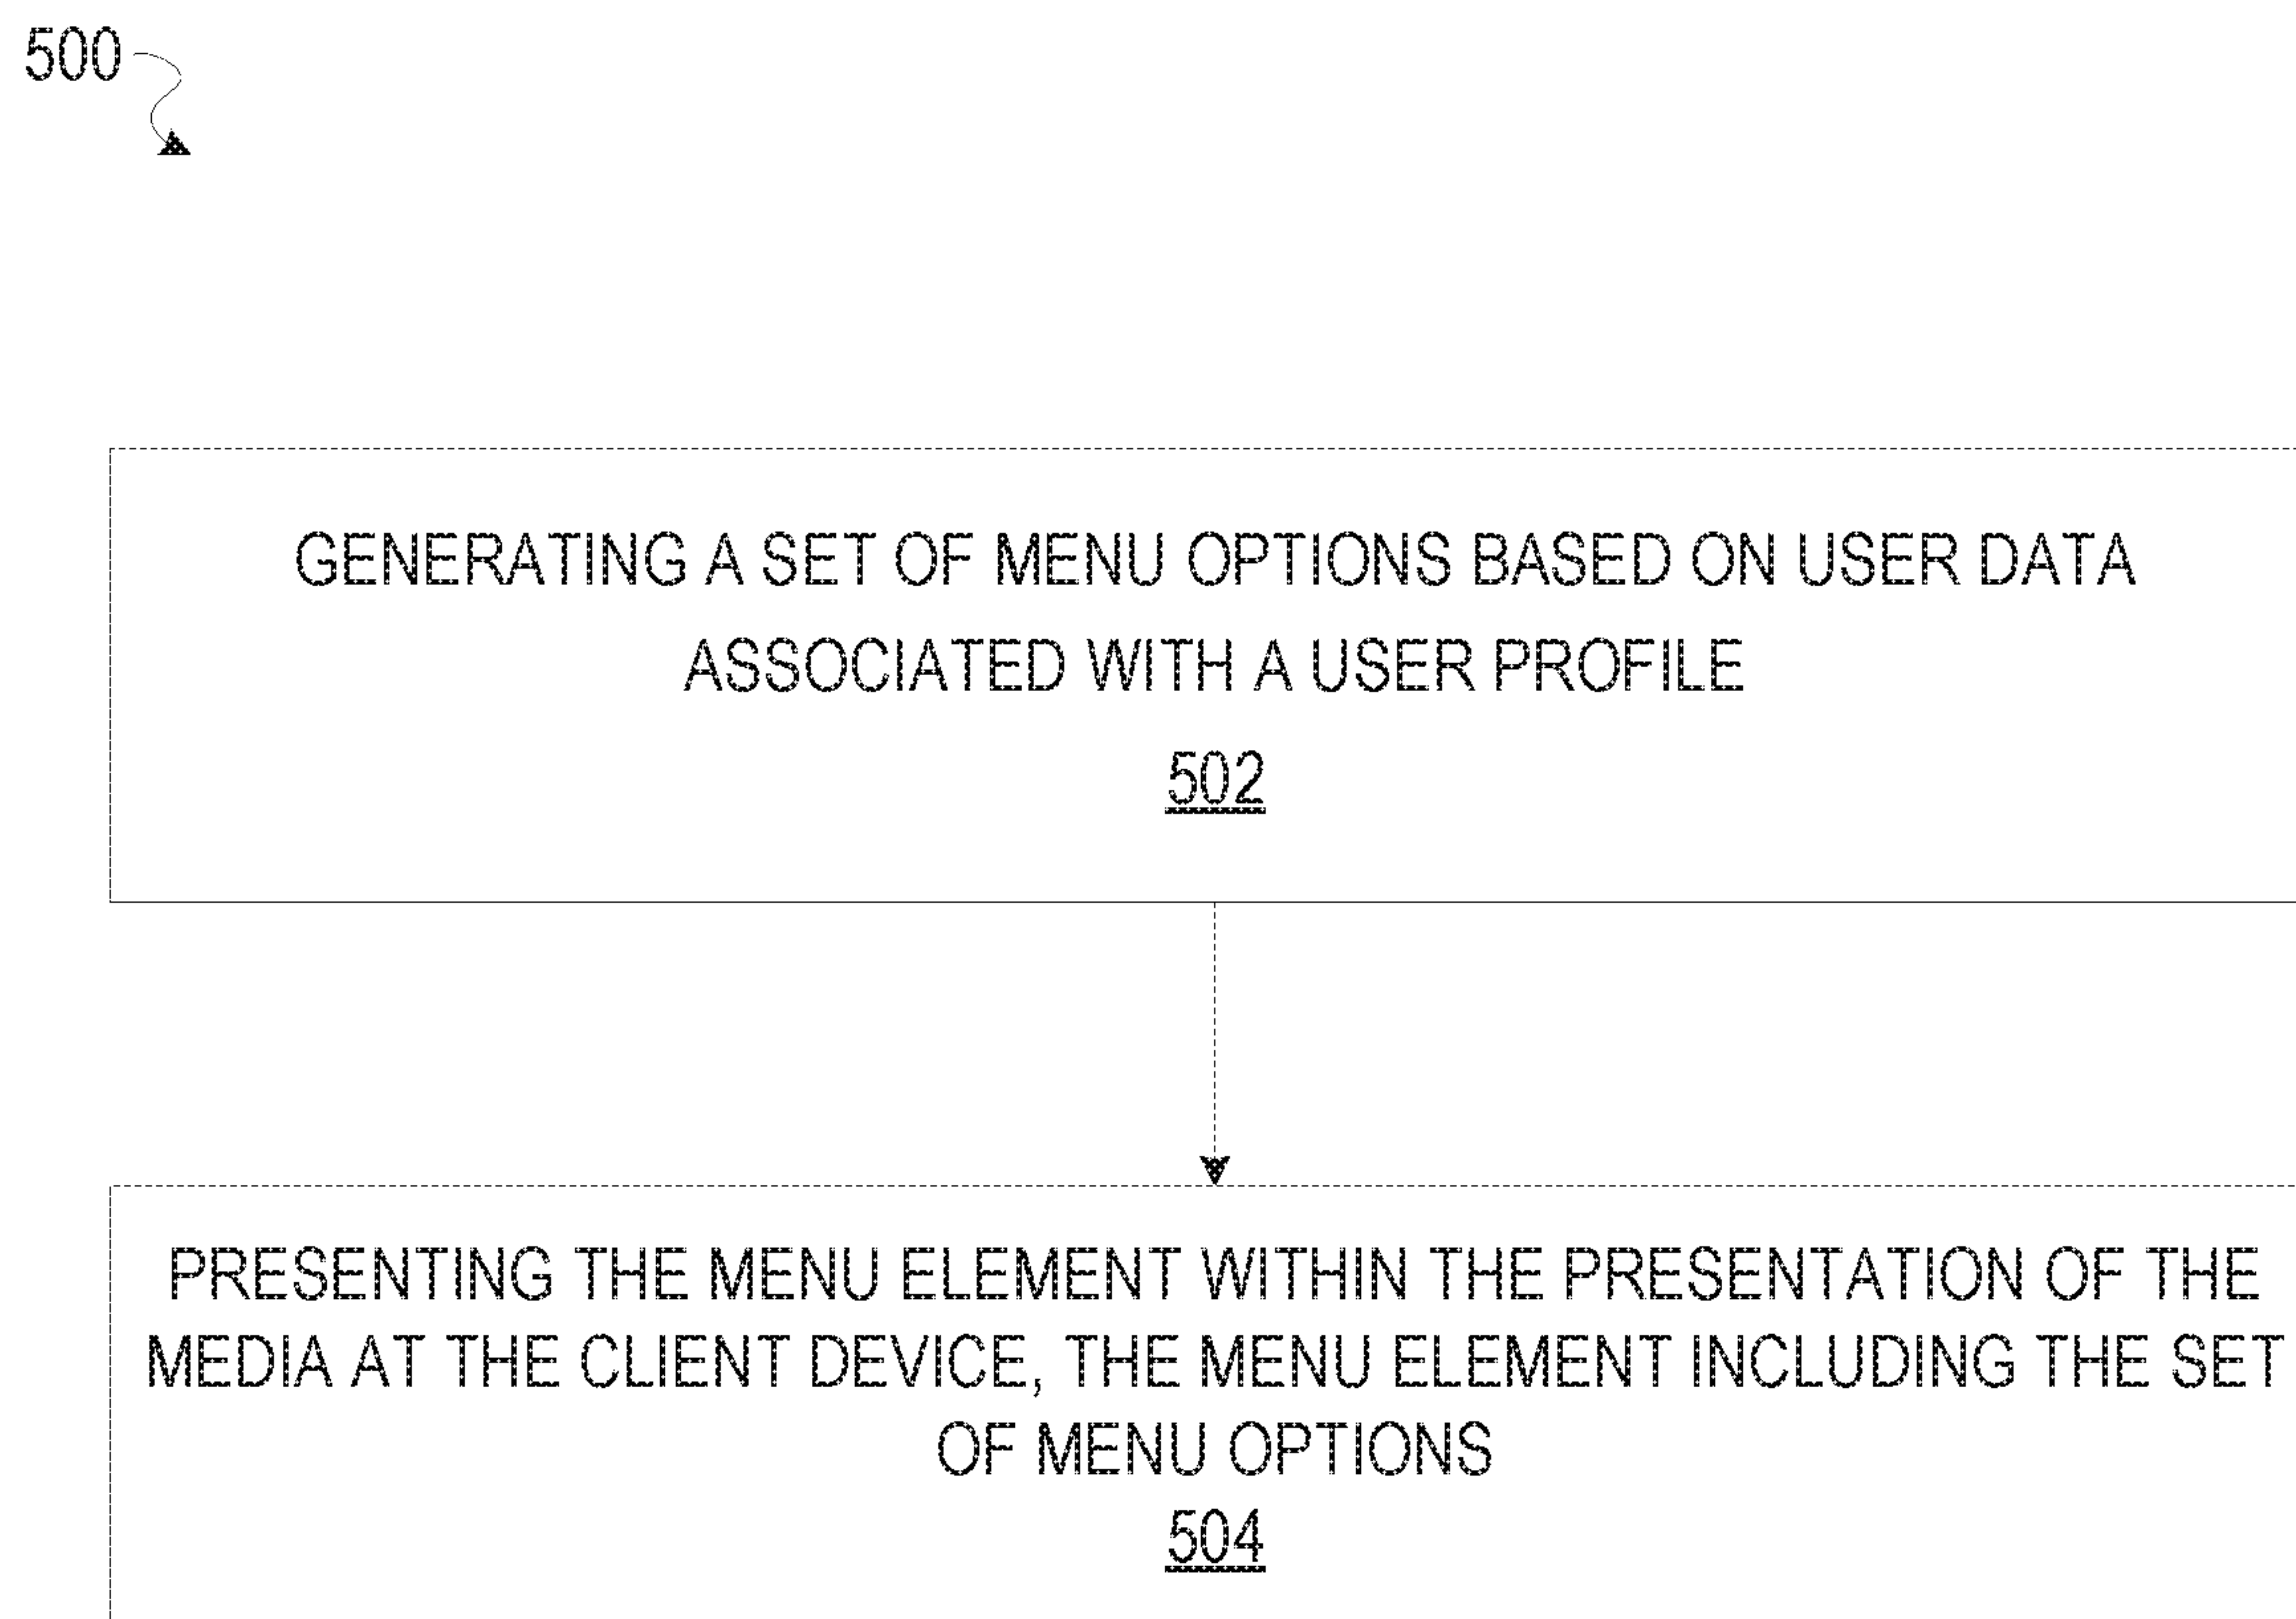 500
GENERATING A SET OF MENU OPTIONS BASED ON USER DATA
ASSOCIATED WITH A USER PROFILE
502
PRESENTING THE MENU ELEMENT WITHIN THE PRESENTATION OF THE
MEDIA AT THE CLIENT DEVICE, THE MENU ELEMENT INCLUDING THE SET
OF MENU OPTIONS
504